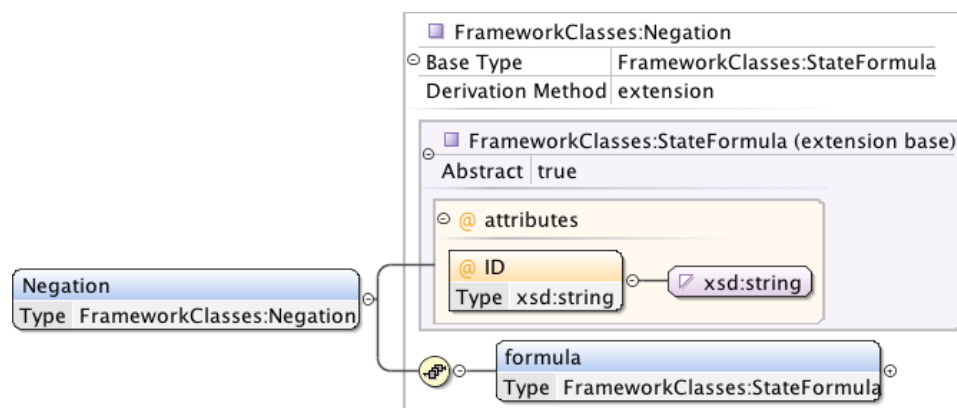 FrameworkClasses:Negation
Base Type FrameworkClasses:StateFormula
Derivation Method extension
FrameworkClasses:StateFormula (extension base)
Abstract true
@ attributes
@ ID
Type xsd:string
xsd:string
Negation
Type FrameworkClasses:Negation
formula
Type FrameworkClasses:StateFormula